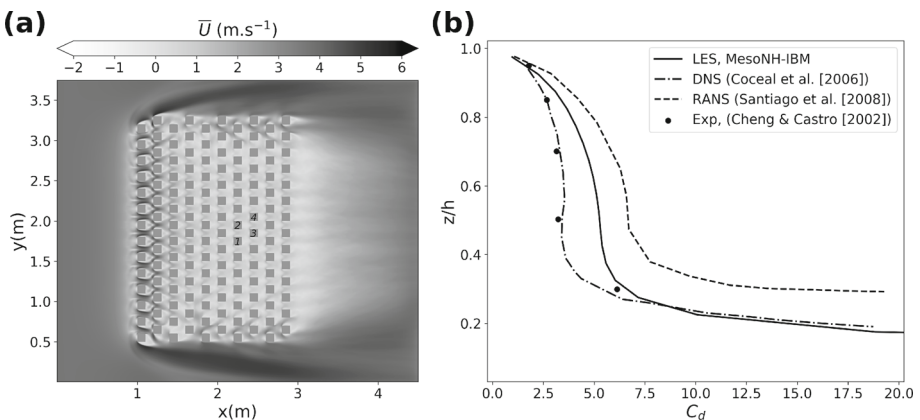 (a)
U̅ (m.s⁻¹)
−2 −1 0 1 2 3 4 5 6
3.5
3.0
2.5
2.0
1.5
1.0
0.5
y(m)
2 4
1 3
1 2 3 4
x(m)
(b)
1.0
0.8
0.6
0.4
0.2
z/h
LES, MesoNH-IBM
DNS (Coceal et al. [2006])
RANS (Santiago et al. [2008])
Exp, (Cheng & Castro [2002])
0.0 2.5 5.0 7.5 10.0 12.5 15.0 17.5 20.0
C_d